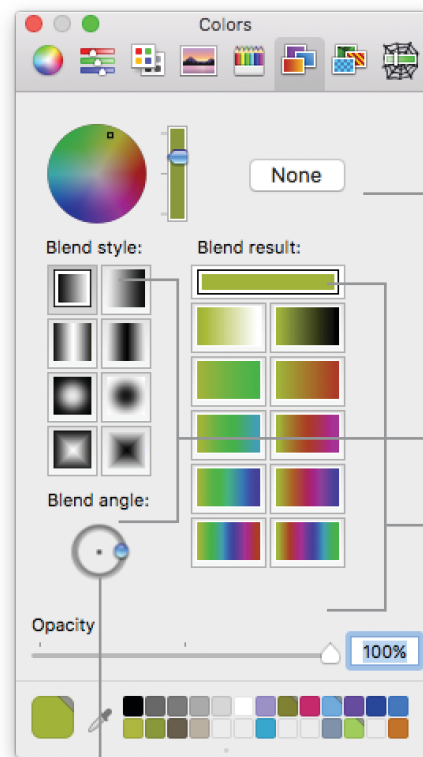 Colors
None
Blend style:
Blend result:
Blend angle:
Opacity
100%